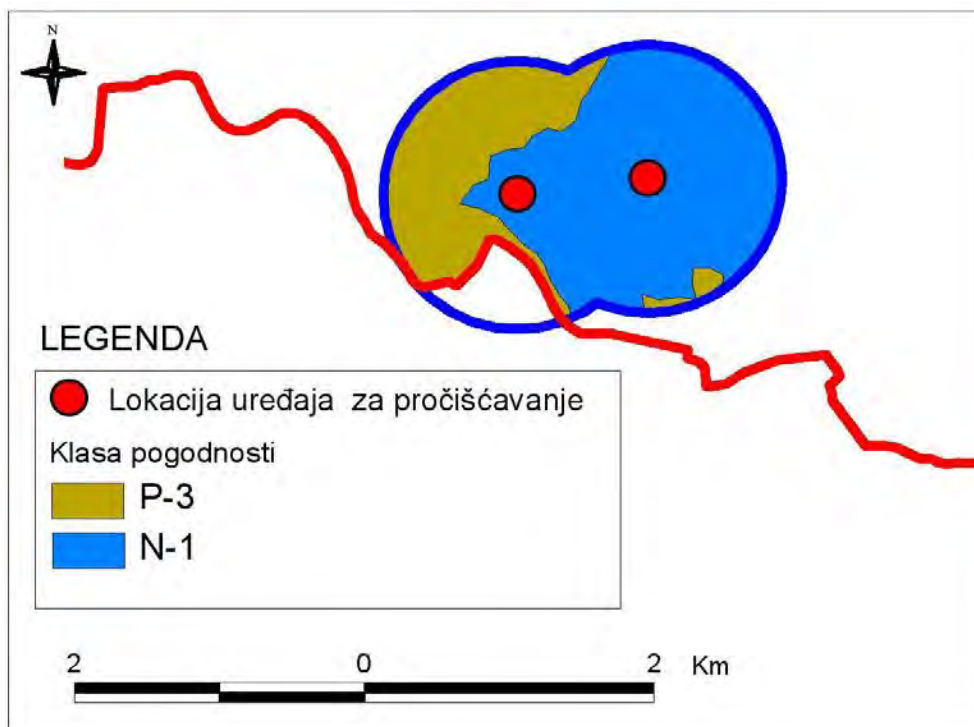 N
LEGENDA
Lokacija uređaja za pročišćavanje
Klasa pogodnosti
P-3
N-1
2 0 2 Km